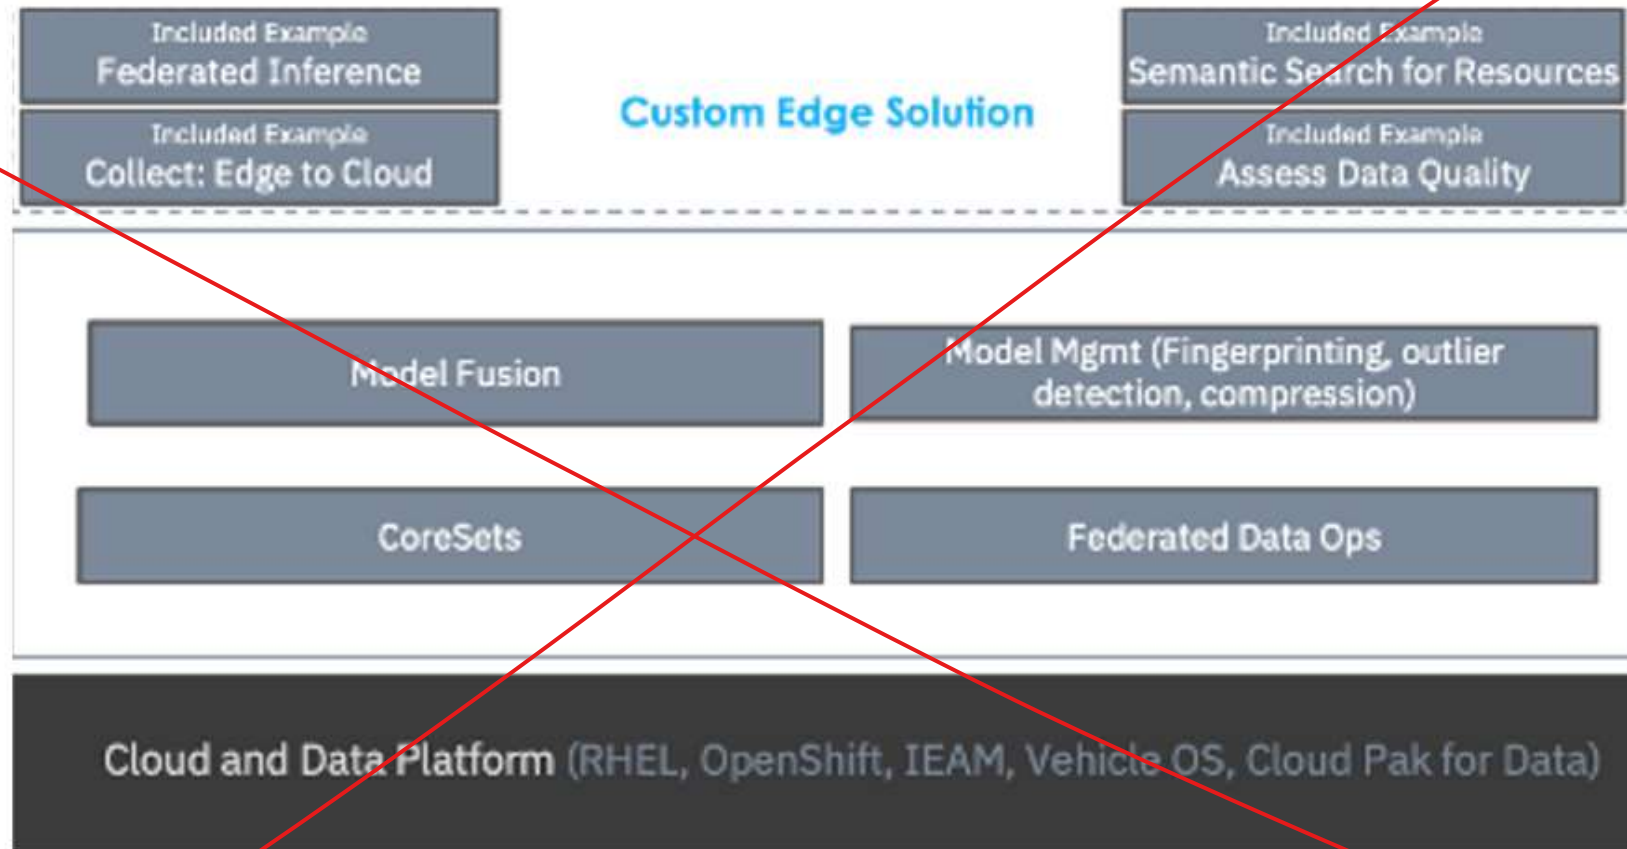 Included Example
Federated Inference
Included Example
Collect: Edge to Cloud
Custom Edge Solution
Included Example
Semantic Search for Resources
Included Example
Assess Data Quality
Model Fusion
Model Mgmt (Fingerprinting, outlier
detection, compression)
CoreSets
Federated Data Ops
Cloud and Data Platform (RHEL, OpenShift, IEAM, Vehicle OS, Cloud Pak for Data)